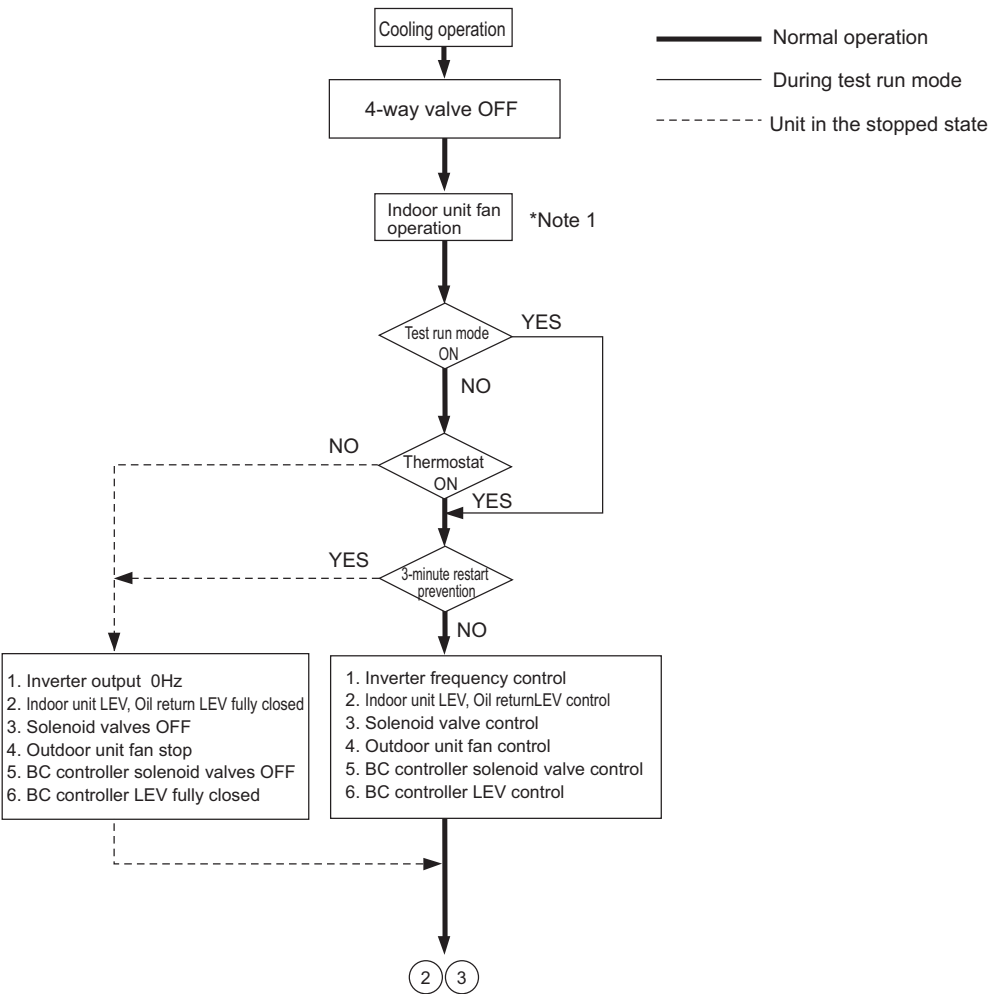 Cooling operation
Normal operation
During test run mode
Unit in the stopped state
4-way valve OFF
Indoor unit fan
operation
*Note 1
Test run mode
ON
YES
NO
Thermostat
ON
NO
YES
3-minute restart
prevention
YES
NO
1. Inverter output 0Hz
2. Indoor unit LEV, Oil return LEV fully closed
3. Solenoid valves OFF
4. Outdoor unit fan stop
5. BC controller solenoid valves OFF
6. BC controller LEV fully closed
1. Inverter frequency control
2. Indoor unit LEV, Oil returnLEV control
3. Solenoid valve control
4. Outdoor unit fan control
5. BC controller solenoid valve control
6. BC controller LEV control
2 3